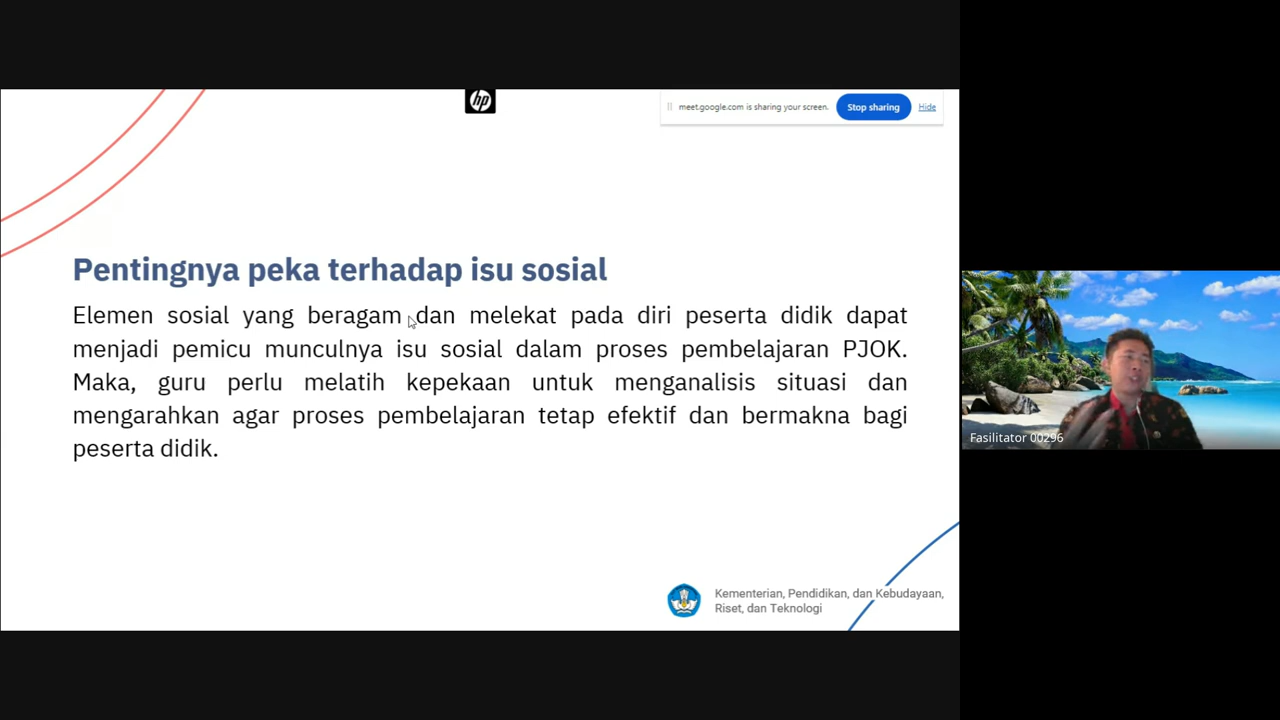 hp
meet.google.com is sharing your screen.
Stop sharing
Hide
Pentingnya peka terhadap isu sosial
Elemen sosial yang beragam dan melekat pada diri peserta didik dapat
menjadi pemicu munculnya isu sosial dalam proses pembelajaran PJOK.
Maka, guru perlu melatih kepekaan untuk menganalisis situasi dan
mengarahkan agar proses pembelajaran tetap efektif dan bermakna bagi
peserta didik.
Fasilitator 00296
Kementerian, Pendidikan, dan Kebudayaan,
Riset, dan Teknologi